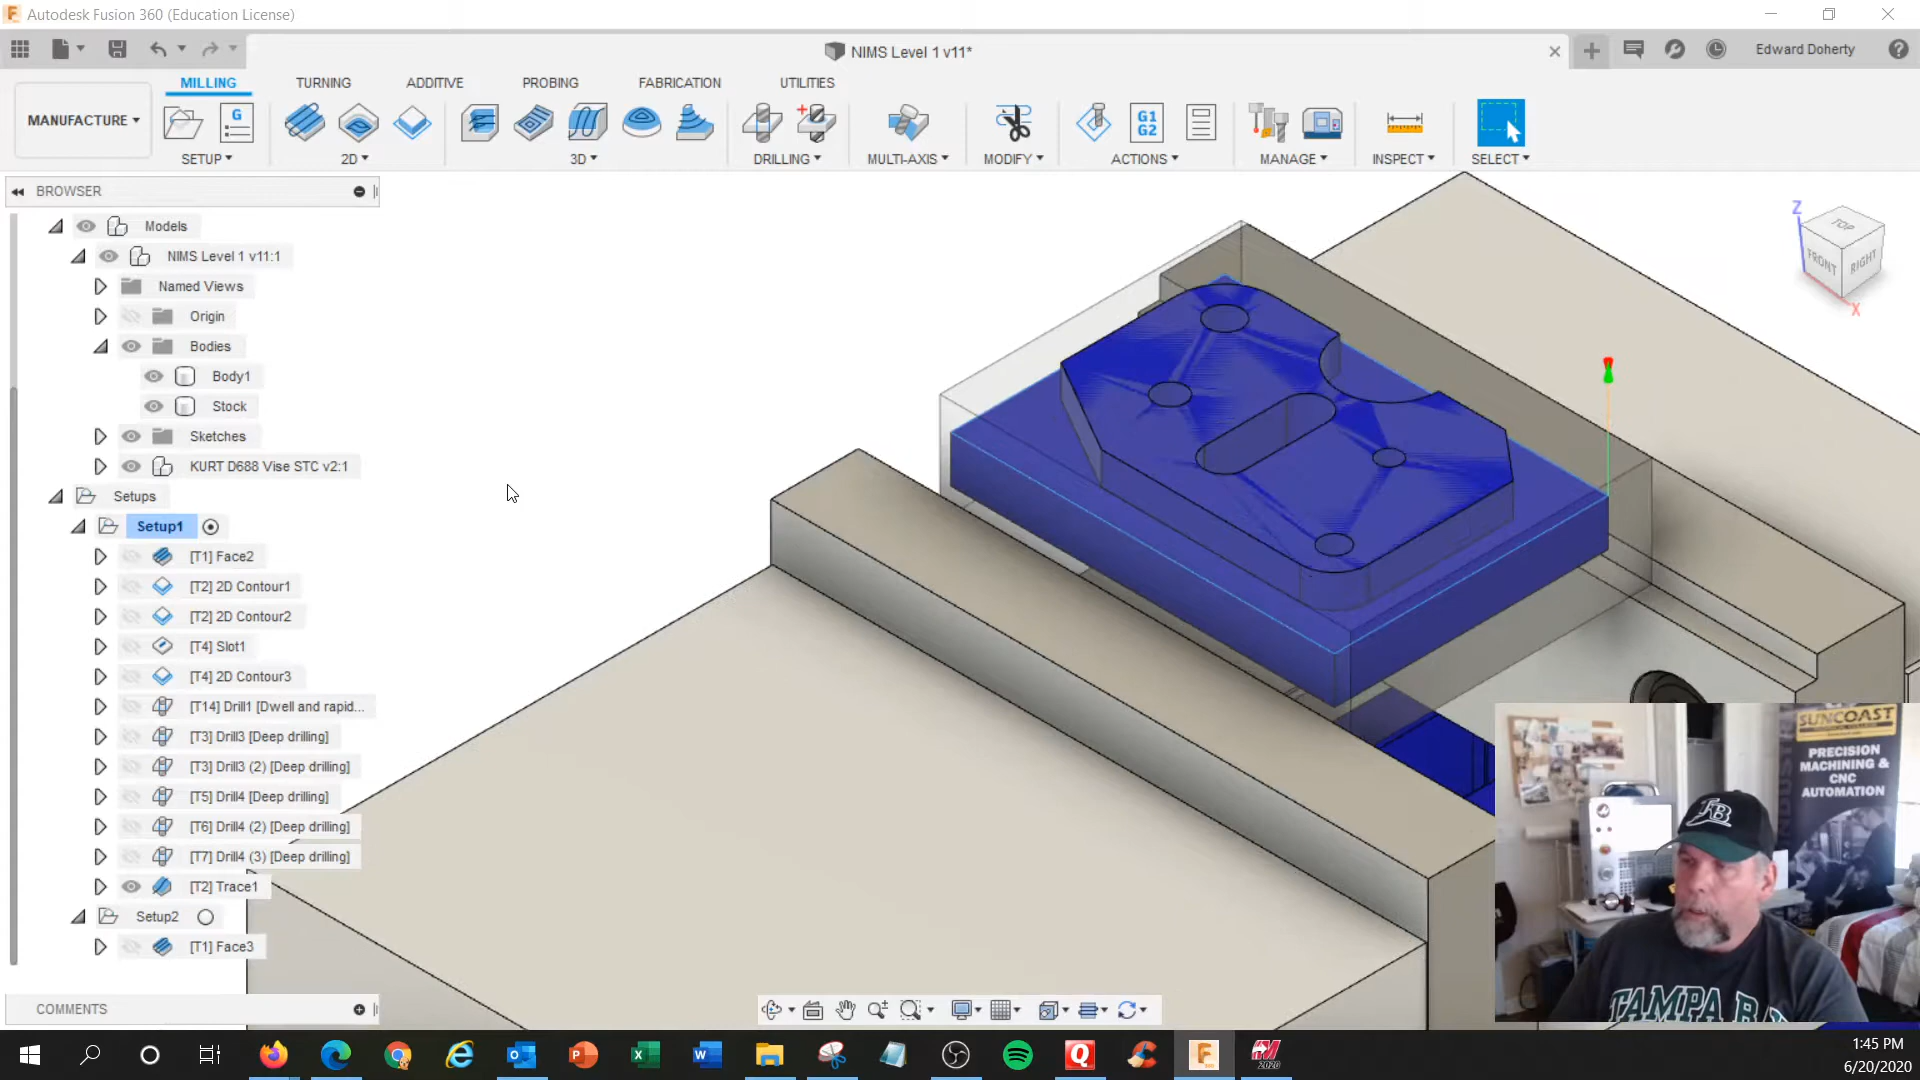 Autodesk Fusion 360 (Education License)
NIMS Level 1 v11*
Edward Doherty
MANUFACTURE
MILLING
TURNING
ADDITIVE
PROBING
FABRICATION
UTILITIES
G
G1
G2
SETUP
2D
3D
DRILLING
MULTI-AXIS
MODIFY
ACTIONS
MANAGE
INSPECT
SELECT
BROWSER
Models
NIMS Level 1 v11:1
Named Views
Origin
Bodies
Body1
Stock
Sketches
KURT D688 Vise STC v2:1
Setups
Setup1
[T1] Face2
[T2] 2D Contour1
[T2] 2D Contour2
[T4] Slot1
[T4] 2D Contour3
[T14] Drill1 [Dwell and rapid...
[T3] Drill3 [Deep drilling]
[T3] Drill3 (2) [Deep drilling]
[T5] Drill4 [Deep drilling]
[T6] Drill4 (2) [Deep drilling]
[T7] Drill4 (3) [Deep drilling]
[T2] Trace1
Setup2
[T1] Face3
COMMENTS
Z
TOP
FRONT
RIGHT
X
SUNCOAST
PRECISION
MACHINING &
CNC
AUTOMATION
TB
TAMPA BA
1:45 PM
6/20/2020